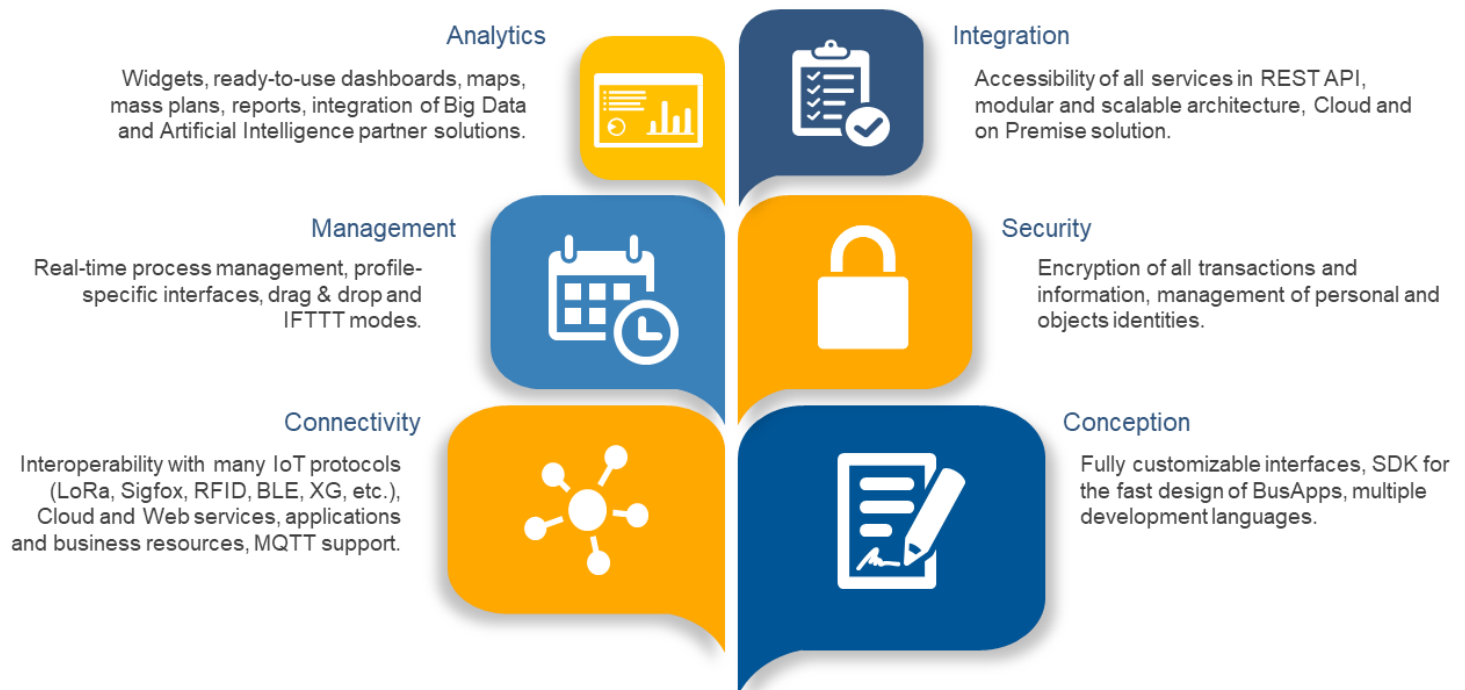 Analytics
Widgets, ready-to-use dashboards, maps,
mass plans, reports, integration of Big Data
and Artificial Intelligence partner solutions.
Integration
Accessibility of all services in REST API,
modular and scalable architecture, Cloud and
on Premise solution.
Management
Real-time process management, profile-
specific interfaces, drag & drop and
IFTTT modes.
Security
Encryption of all transactions and
information, management of personal and
objects identities.
Connectivity
Interoperability with many IoT protocols
(LoRa, Sigfox, RFID, BLE, XG, etc.),
Cloud and Web services, applications
and business resources, MQTT support.
Conception
Fully customizable interfaces, SDK for
the fast design of BusApps, multiple
development languages.